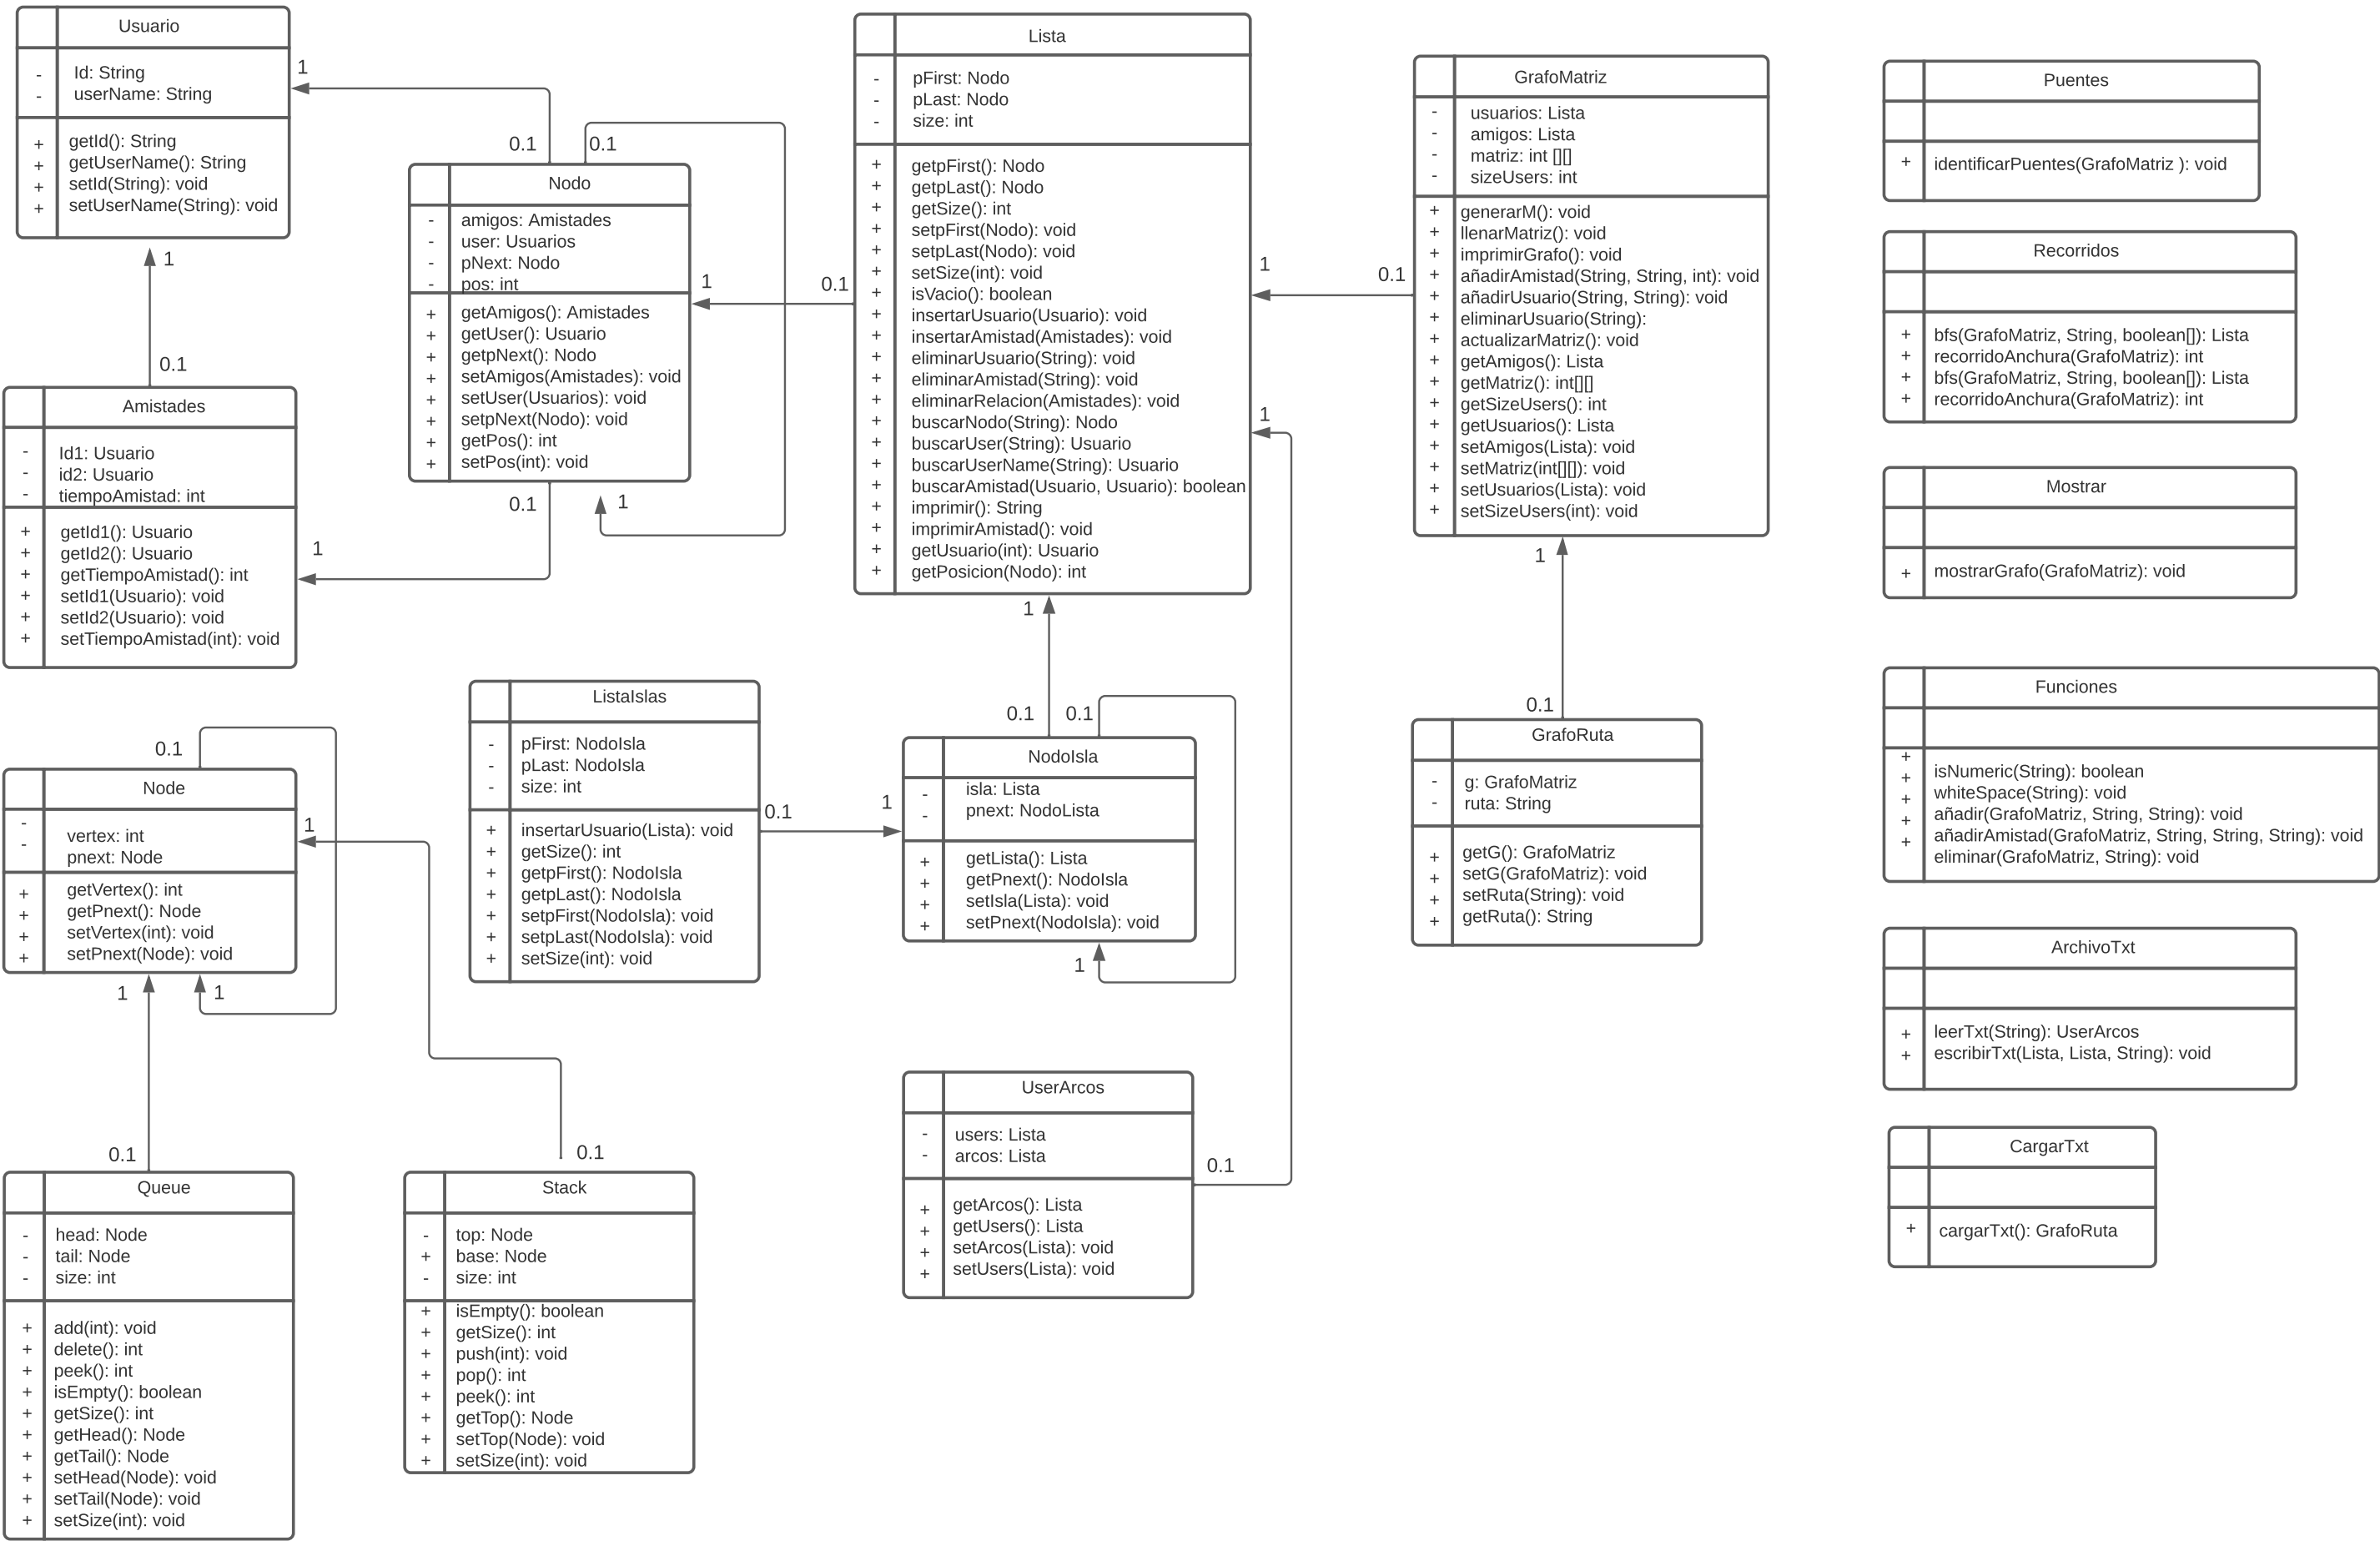 Usuario
- Id: String
- userName: String
+ getId(): String
+ getUserName(): String
+ setId(String): void
+ setUserName(String): void
1
0.1
0.1
1
0.1
Nodo
- amigos: Amistades
- user: Usuarios
- pNext: Nodo
- pos: int
+ getAmigos(): Amistades
+ getUser(): Usuario
+ getpNext(): Nodo
+ setAmigos(Amistades): void
+ setUser(Usuarios): void
+ setpNext(Nodo): void
+ getPos(): int
+ setPos(int): void
1
0.1
0.1
1
1
Amistades
- Id1: Usuario
- id2: Usuario
- tiempoAmistad: int
+ getId1(): Usuario
+ getId2(): Usuario
+ getTiempoAmistad(): int
+ setId1(Usuario): void
+ setId2(Usuario): void
+ setTiempoAmistad(int): void
Lista
- pFirst: Nodo
- pLast: Nodo
- size: int
+ getpFirst(): Nodo
+ getpLast(): Nodo
+ getSize(): int
+ setpFirst(Nodo): void
+ setpLast(Nodo): void
+ setSize(int): void
+ isVacio(): boolean
+ insertarUsuario(Usuario): void
+ insertarAmistad(Amistades): void
+ eliminarUsuario(String): void
+ eliminarAmistad(String): void
+ eliminarRelacion(Amistades): void
+ buscarNodo(String): Nodo
+ buscarUser(String): Usuario
+ buscarUserName(String): Usuario
+ buscarAmistad(Usuario, Usuario): boolean
+ imprimir(): String
+ imprimirAmistad(): void
+ getUsuario(int): Usuario
+ getPosicion(Nodo): int
1
0.1
1
1
0.1
0.1
GrafoMatriz
- usuarios: Lista
- amigos: Lista
- matriz: int [][]
- sizeUsers: int
+ generarM(): void
+ llenarMatriz(): void
+ imprimirGrafo(): void
+ añadirAmistad(String, String, int): void
+ añadirUsuario(String, String): void
+ eliminarUsuario(String):
+ actualizarMatriz(): void
+ getAmigos(): Lista
+ getMatriz(): int[][]
+ getSizeUsers(): int
+ getUsuarios(): Lista
+ setAmigos(Lista): void
+ setMatriz(int[][]): void
+ setUsuarios(Lista): void
+ setSizeUsers(int): void
1
0.1
GrafoRuta
- g: GrafoMatriz
- ruta: String
+ getG(): GrafoMatriz
+ setG(GrafoMatriz): void
+ setRuta(String): void
+ getRuta(): String
ListaIslas
- pFirst: NodoIsla
- pLast: NodoIsla
- size: int
+ insertarUsuario(Lista): void
+ getSize(): int
+ getpFirst(): NodoIsla
+ getpLast(): NodoIsla
+ setpFirst(NodoIsla): void
+ setpLast(NodoIsla): void
+ setSize(int): void
0.1
1
NodoIsla
- isla: Lista
- pnext: NodoLista
+ getLista(): Lista
+ getPnext(): NodoIsla
+ setIsla(Lista): void
+ setPnext(NodoIsla): void
1
0.1
Node
- vertex: int
- pnext: Node
+ getVertex(): int
+ getPnext(): Node
+ setVertex(int): void
+ setPnext(Node): void
1
1
1
0.1
0.1
Queue
- head: Node
- tail: Node
- size: int
+ add(int): void
+ delete(): int
+ peek(): int
+ isEmpty(): boolean
+ getSize(): int
+ getHead(): Node
+ getTail(): Node
+ setHead(Node): void
+ setTail(Node): void
+ setSize(int): void
Stack
- top: Node
+ base: Node
- size: int
+ isEmpty(): boolean
+ getSize(): int
+ push(int): void
+ pop(): int
+ peek(): int
+ getTop(): Node
+ setTop(Node): void
+ setSize(int): void
UserArcos
- users: Lista
- arcos: Lista
+ getArcos(): Lista
+ getUsers(): Lista
+ setArcos(Lista): void
+ setUsers(Lista): void
0.1
Puentes
+ identificarPuentes(GrafoMatriz ): void
Recorridos
+ bfs(GrafoMatriz, String, boolean[]): Lista
+ recorridoAnchura(GrafoMatriz): int
+ bfs(GrafoMatriz, String, boolean[]): Lista
+ recorridoAnchura(GrafoMatriz): int
Mostrar
+ mostrarGrafo(GrafoMatriz): void
Funciones
+ isNumeric(String): boolean
+ whiteSpace(String): void
+ añadir(GrafoMatriz, String, String): void
+ añadirAmistad(GrafoMatriz, String, String, String): void
+ eliminar(GrafoMatriz, String): void
ArchivoTxt
+ leerTxt(String): UserArcos
+ escribirTxt(Lista, Lista, String): void
CargarTxt
+ cargarTxt(): GrafoRuta